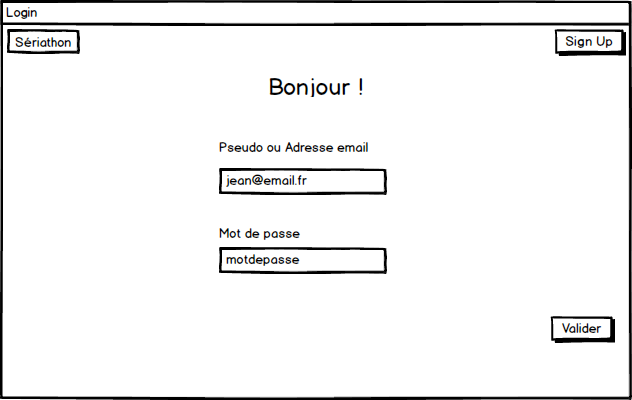 Login
Sériathon
Sign Up
Bonjour !
Pseudo ou Adresse email
jean@email.fr
Mot de passe
motdepasse
Valider